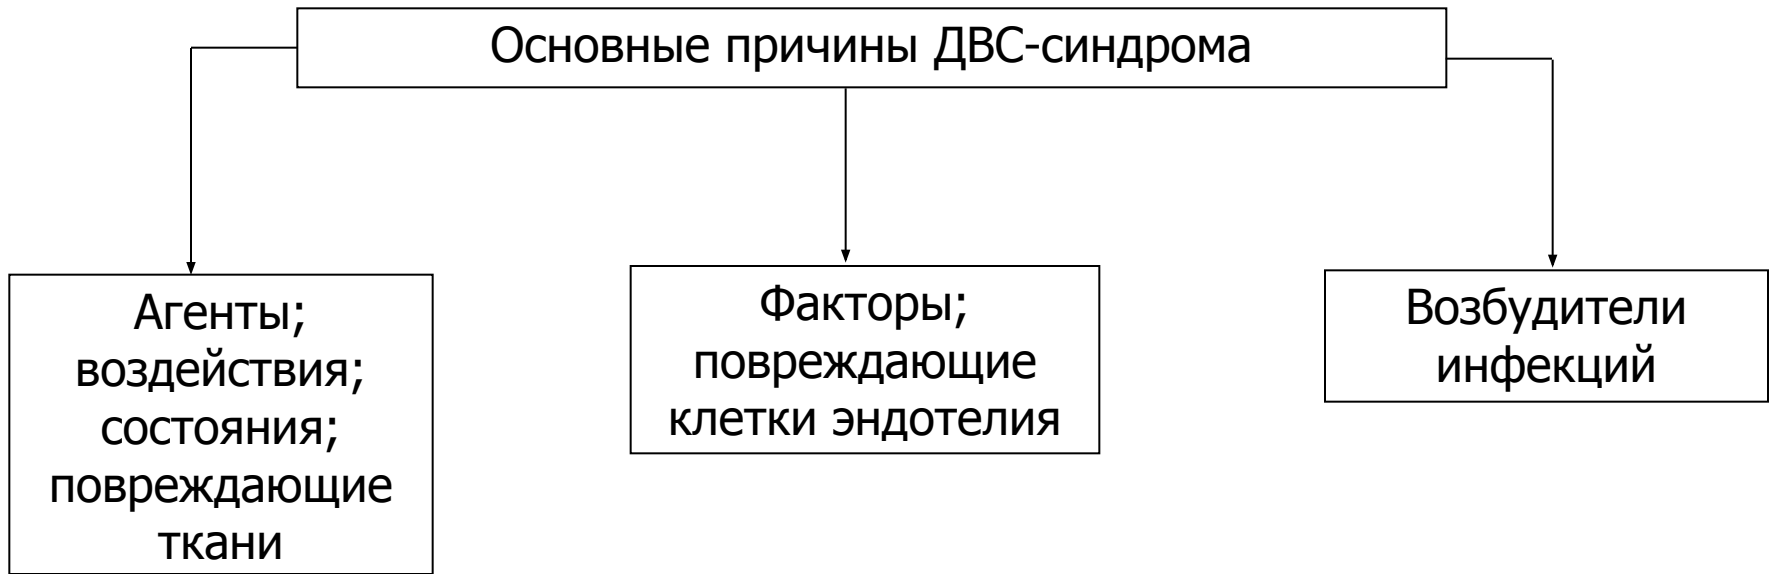 Основные причины ДВС-синдрома
Агенты;
воздействия;
состояния;
повреждающие
ткани
Факторы;
повреждающие
клетки эндотелия
Возбудители
инфекций